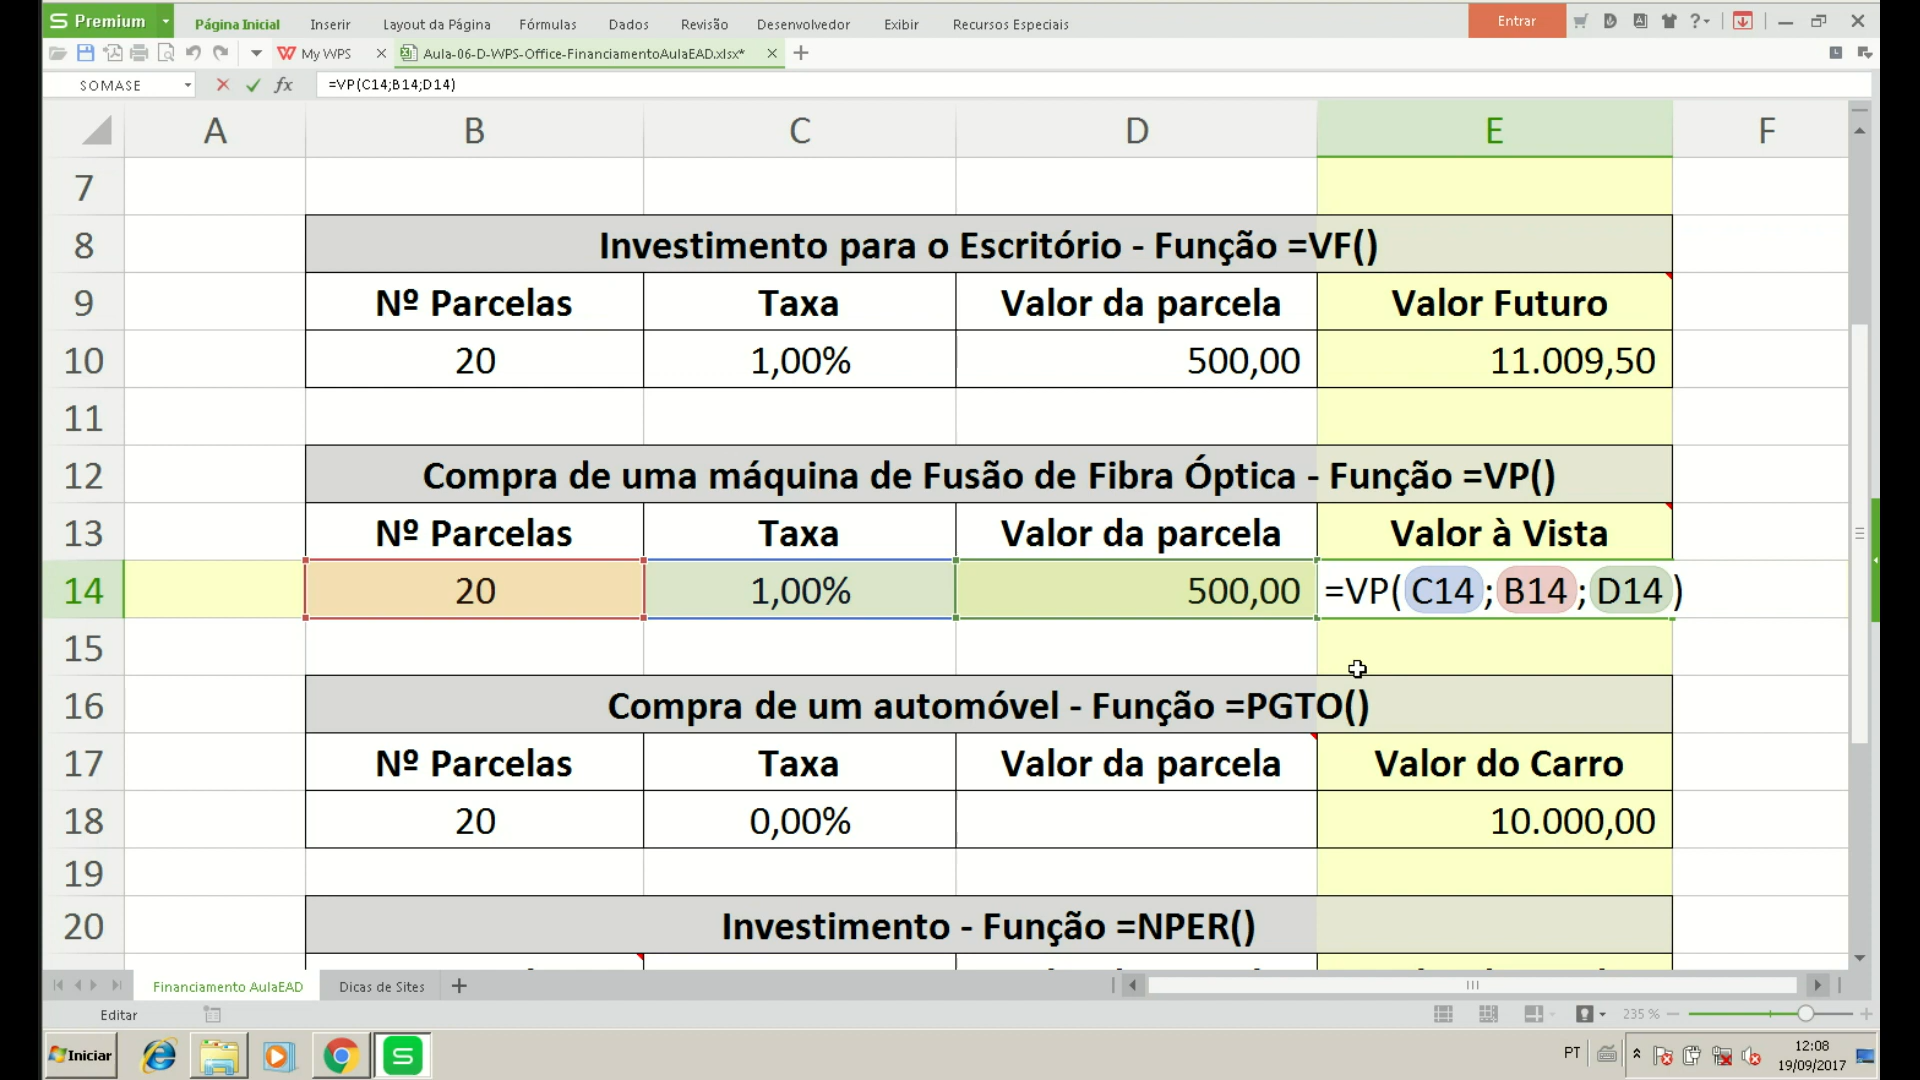 S Premium
Página Inicial Inserir Layout da Página Fórmulas Dados Revisão Desenvolvedor Exibir Recursos Especiais Entrar
My WPS Aula-06-D-WPS-Office-FinanciamentoAulaEAD.xlsx*
SOMASE fx =VP(C14;B14;D14)
A B C D E F
7
8 Investimento para o Escritório - Função =VF()
9 Nº Parcelas Taxa Valor da parcela Valor Futuro
10 20 1,00% 500,00 11.009,50
11
12 Compra de uma máquina de Fusão de Fibra Óptica - Função =VP()
13 Nº Parcelas Taxa Valor da parcela Valor à Vista
14 20 1,00% 500,00 =VP(C14;B14;D14)
15
16 Compra de um automóvel - Função =PGTO()
17 Nº Parcelas Taxa Valor da parcela Valor do Carro
18 20 0,00% 10.000,00
19
20 Investimento - Função =NPER()
Financiamento AulaEAD Dicas de Sites
Editar 235 %
Iniciar PT 12:08
19/09/2017